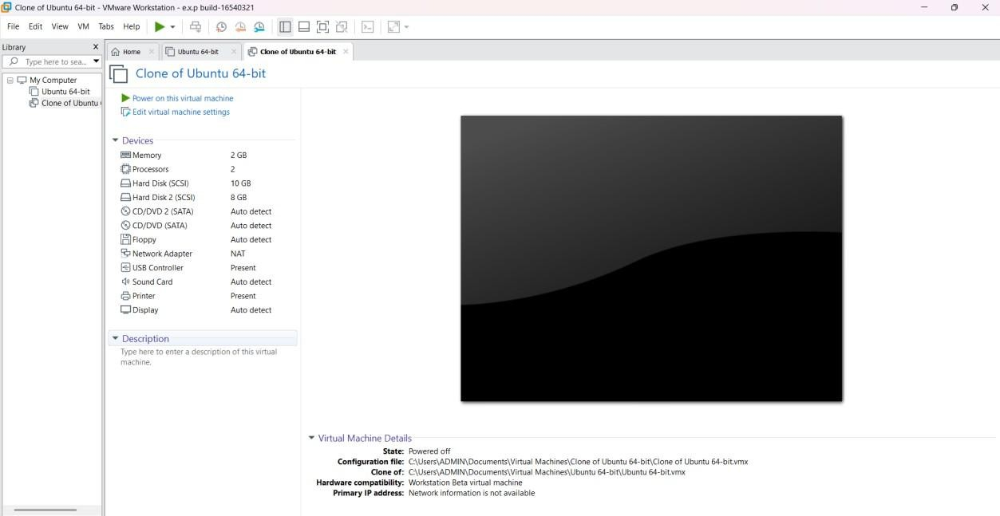 Clone of Ubuntu 64-bit - VMware Workstation - e.x.p build-16540321
File Edit View VM Tabs Help
Library
Home Ubuntu 64-bit Clone of Ubuntu 64-bit
Type here to sea...
My Computer
Ubuntu 64-bit
Clone of Ubuntu
Clone of Ubuntu 64-bit
Power on this virtual machine
Edit virtual machine settings
Devices
Memory 2 GB
Processors 2
Hard Disk (SCSI) 10 GB
Hard Disk 2 (SCSI) 8 GB
CD/DVD 2 (SATA) Auto detect
CD/DVD (SATA) Auto detect
Floppy Auto detect
Network Adapter NAT
USB Controller Present
Sound Card Auto detect
Printer Present
Display Auto detect
Description
Type here to enter a description of this virtual
machine.
Virtual Machine Details
State: Powered off
Configuration file: C:\Users\ADMIN\Documents\Virtual Machines\Clone of Ubuntu 64-bit\Clone of Ubuntu 64-bit.vmx
Clone of: C:\Users\ADMIN\Documents\Virtual Machines\Ubuntu 64-bit\Ubuntu 64-bit.vmx
Hardware compatibility: Workstation Beta virtual machine
Primary IP address: Network information is not available